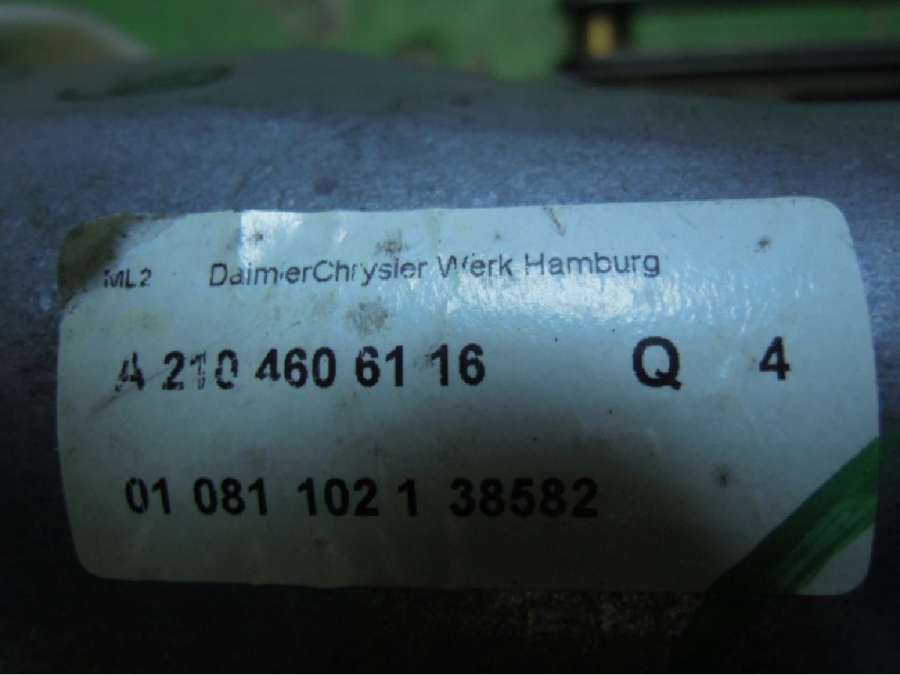 ML2 DaimlerChrysler Werk Hamburg
A 210 460 61 16 Q 4
01 081 102 1 38582